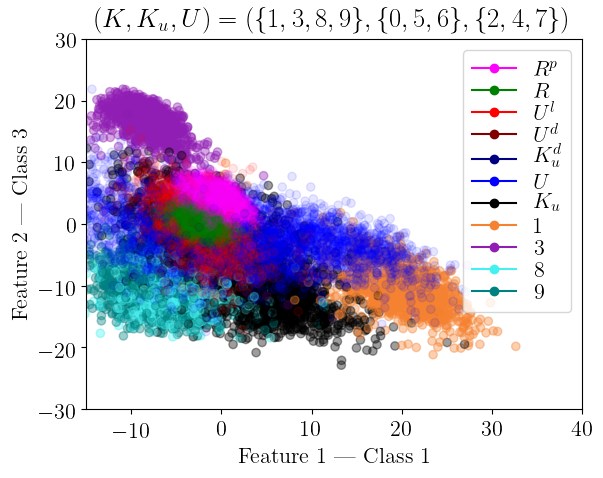 (K, K_u, U) = ({1, 3, 8, 9}, {0, 5, 6}, {2, 4, 7})
30
20
10
0
−10
−20
−30
−10
0
10
20
30
40
Feature 2 — Class 3
Feature 1 — Class 1
R^p
R
U^l
U^d
K_u^d
U
K_u
1
3
8
9